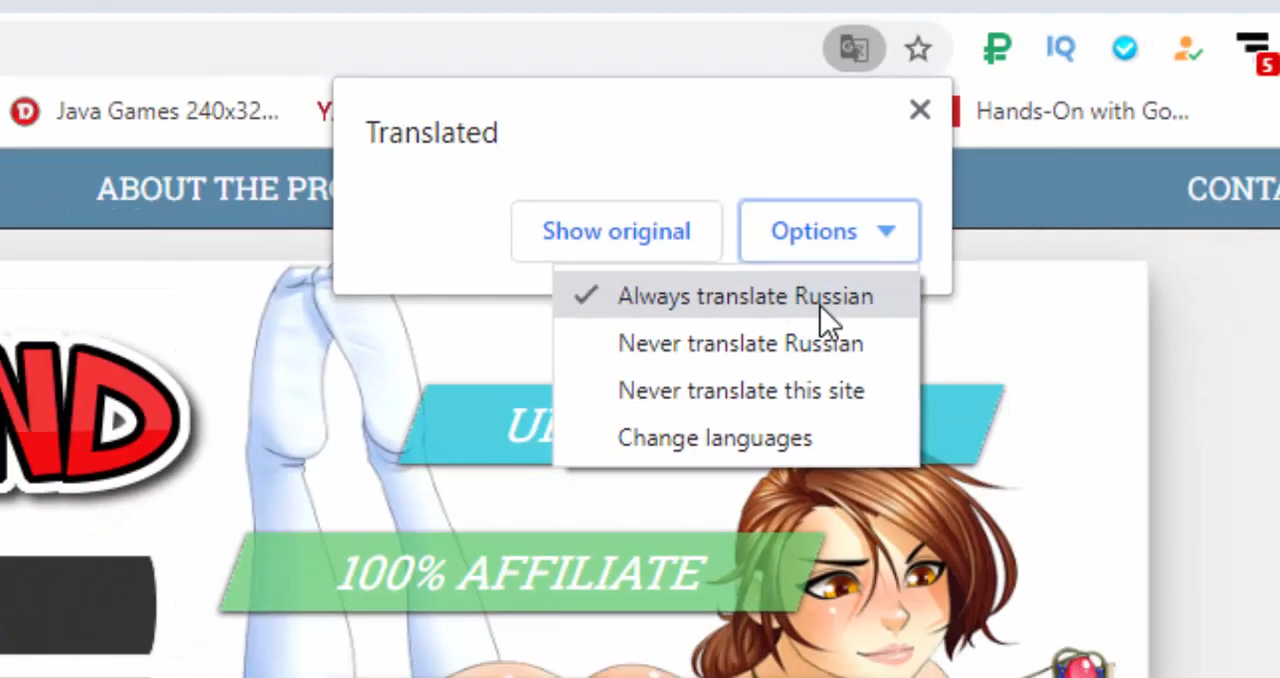 IQ
5
Java Games 240x32...
Y
Hands-On with Go...
Translated
ABOUT THE PR
CONTA
Show original
Options
Always translate Russian
Never translate Russian
Never translate this site
Change languages
ND
U
100% AFFILIATE